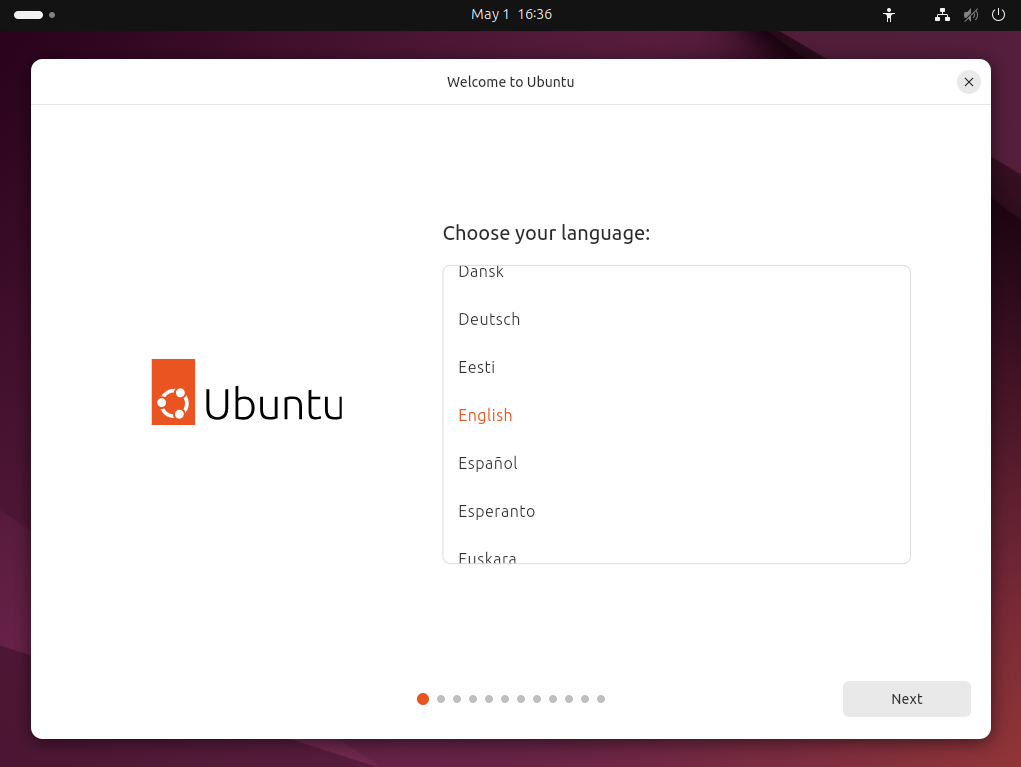 May 1 16:36
Welcome to Ubuntu
Choose your language:
Dansk
Deutsch
Eesti
English
Español
Esperanto
Euskara
Ubuntu
Next